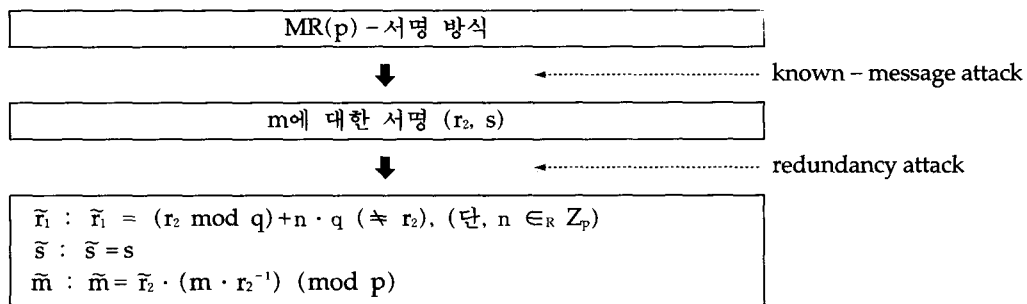 MR(p) – 서명 방식
known – message attack
m에 대한 서명 (r₂, s)
redundancy attack
r̃₁ : r̃₁ = (r₂ mod q)+n · q (≒ r₂), (단, n ∈ᵣ Zₚ)
s̃ : s̃ = s
m̃ : m̃ = r̃₂ · (m · r₂⁻¹) (mod p)